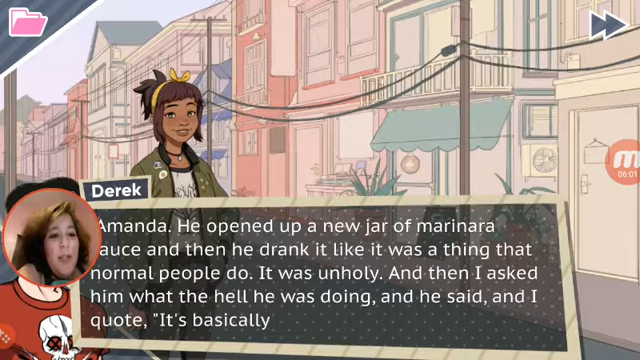 Derek
Amanda. He opened up a new jar of marinara
sauce and then he drank it like it was a thing that
normal people do. It was unholy. And then I asked
him what the hell he was doing, and he said, and I
quote, "It's basically
06:01